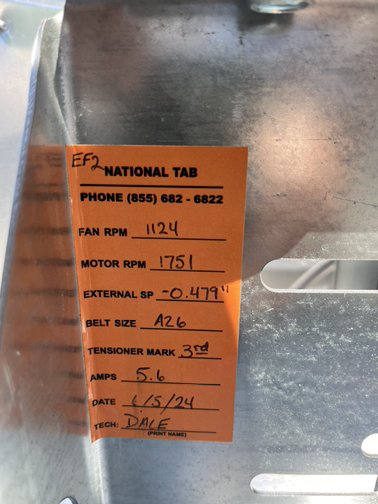 EF2
NATIONAL TAB
PHONE (855) 682 - 6822
FAN RPM 1124
MOTOR RPM 1751
EXTERNAL SP -0.479"
BELT SIZE A26
TENSIONER MARK 3rd
AMPS 5.6
DATE 6/5/24
TECH: DALE
(PRINT NAME)